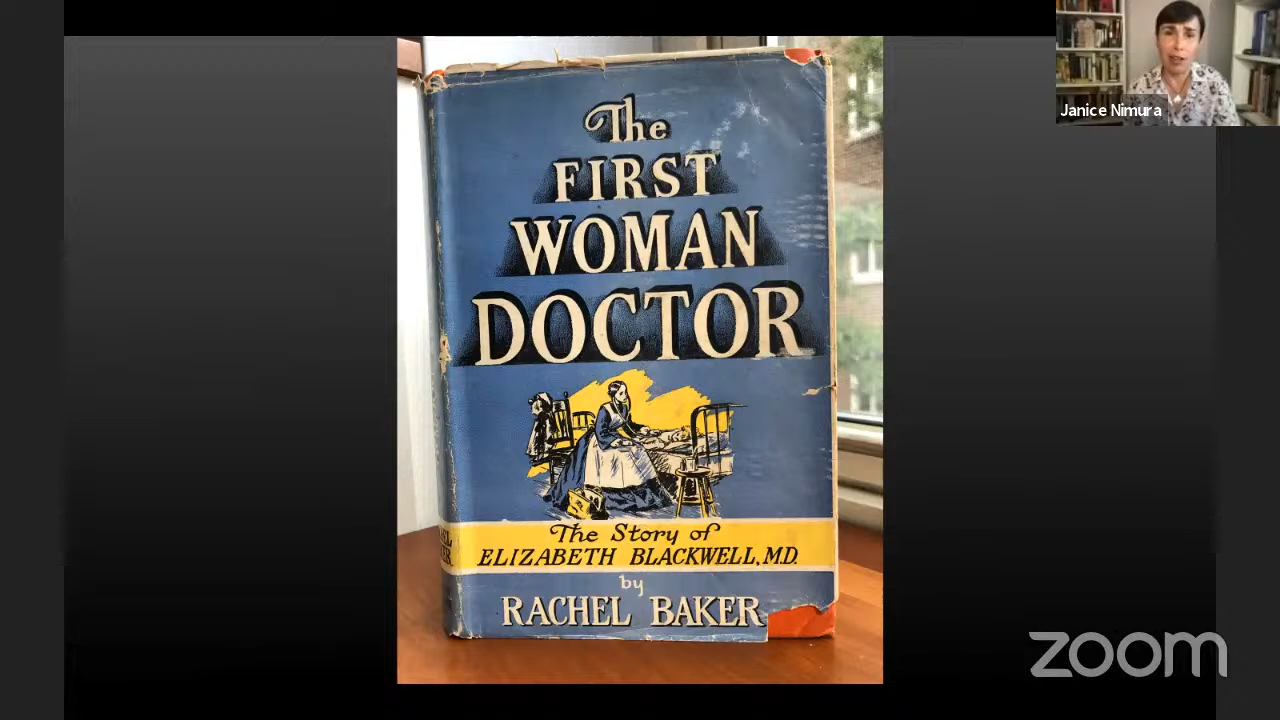 Janice Nimura
The
FIRST
WOMAN
DOCTOR
The Story of
ELIZABETH BLACKWELL, M.D.
by
RACHEL BAKER
zoom